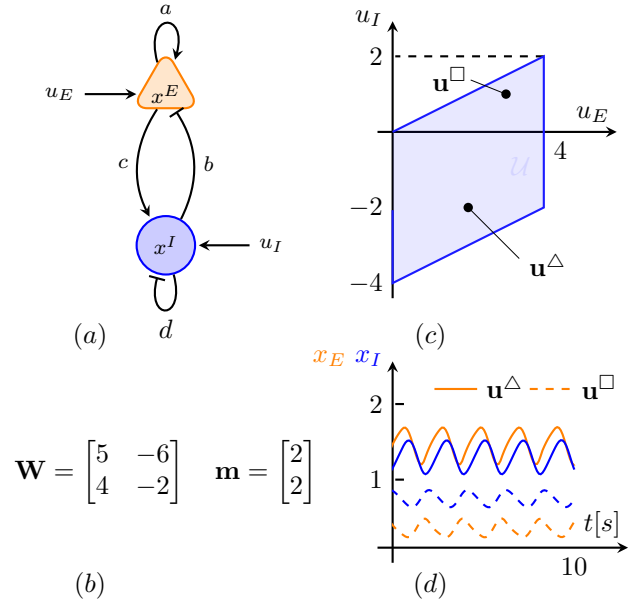 a
x^E
u_E
c
b
x^I
u_I
d
(a)
u_I
2
u^□
u_E
4
𝒰
−2
u^△
−4
(c)
W = [5 −6
4 −2]
m = [2
2]
(b)
x_E x_I
u^△ u^□
2
1
t[s]
10
(d)